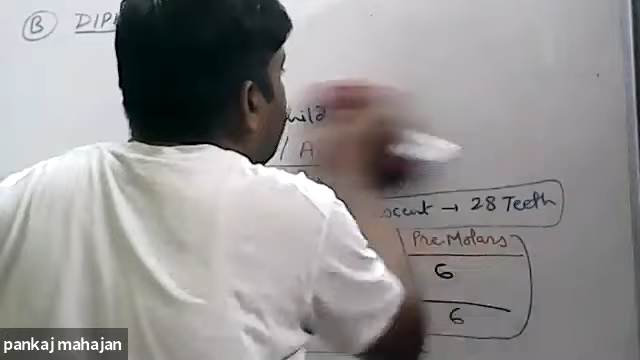 B DIP
hild
/ A
scent → 28 Teeth
Pre Molars
6
6
pankaj mahajan